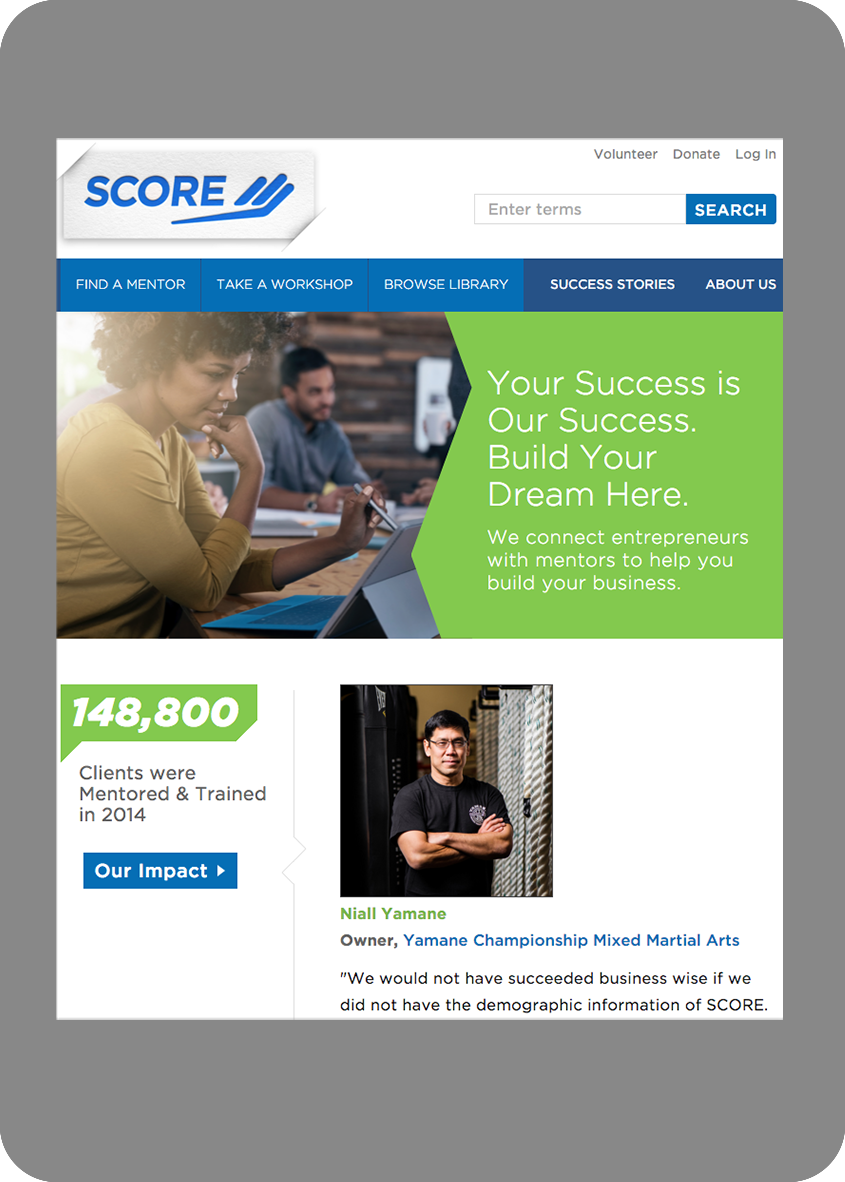 SCORE
Volunteer Donate Log In
Enter terms SEARCH
FIND A MENTOR TAKE A WORKSHOP BROWSE LIBRARY SUCCESS STORIES ABOUT US
Your Success is
Our Success.
Build Your
Dream Here.
We connect entrepreneurs
with mentors to help you
build your business.
148,800
Clients were
Mentored & Trained
in 2014
Our Impact
Niall Yamane
Owner, Yamane Championship Mixed Martial Arts
"We would not have succeeded business wise if we
did not have the demographic information of SCORE.